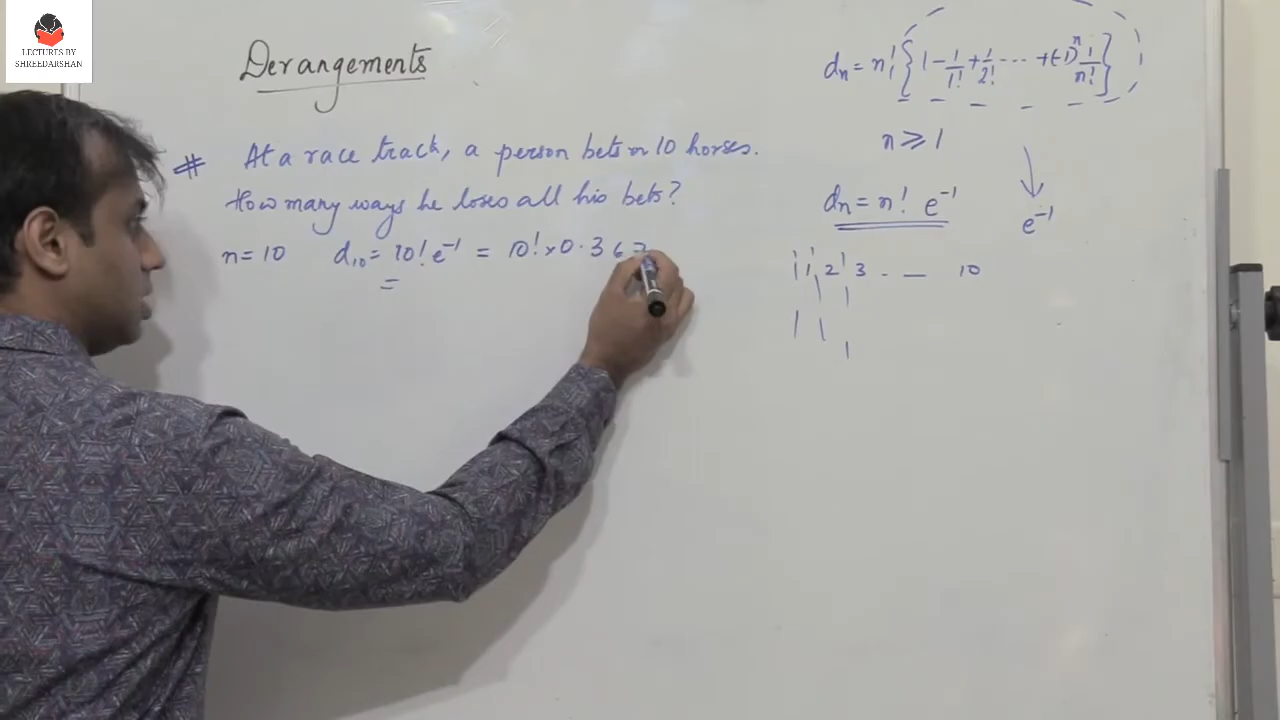 LECTURES BY
SHREEDARSHAN
Derangements
# At a race track, a person bets on 10 horses.
How many ways he loses all his bets?
n = 10 d₁₀ = 10! e⁻¹ = 10! × 0.367
=
dₙ = n! { 1 - 1/1! + 1/2! ... + (-1)ⁿ 1/n! }
n ≥ 1
dₙ = n! e⁻¹
e⁻¹
1 2 3 . _ 10